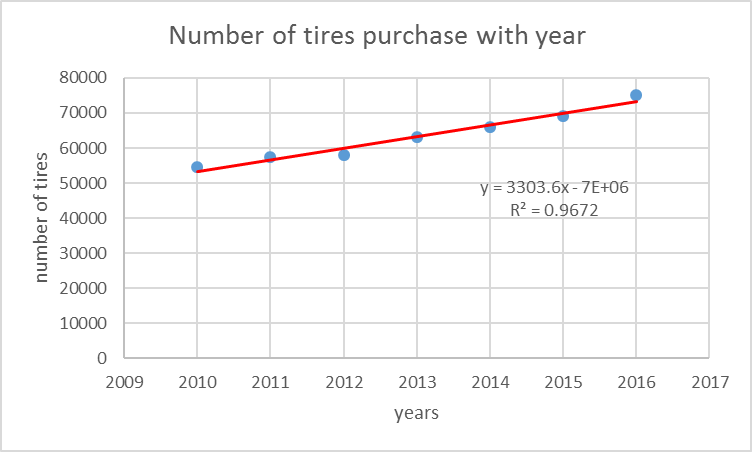 Number of tires purchase with year
80000
70000
60000
50000
40000
30000
20000
10000
0
number of tires
y = 3303.6x - 7E+06
R² = 0.9672
2009 2010 2011 2012 2013 2014 2015 2016 2017
years